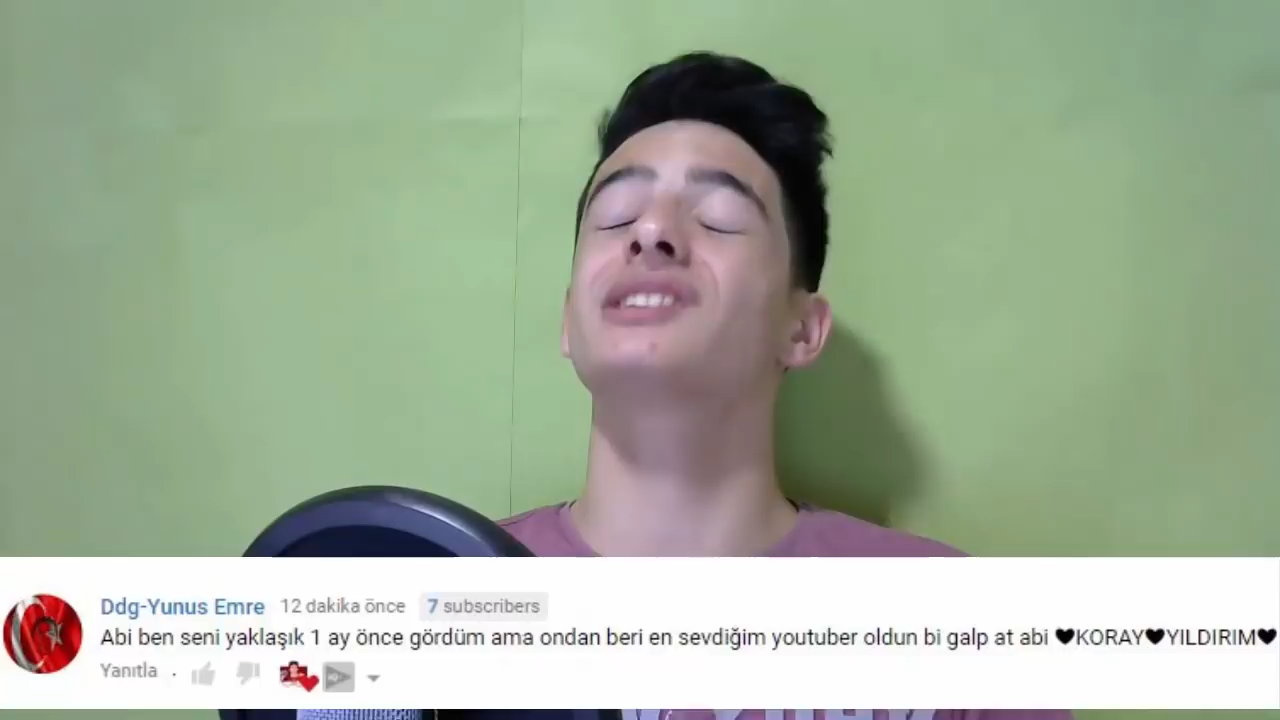 Ddg-Yunus Emre 12 dakika önce 7 subscribers
Abi ben seni yaklaşık 1 ay önce gördüm ama ondan beri en sevdiğim youtuber oldun bi galp at abi ♥KORAY♥YILDIRIM♥
Yanıtla